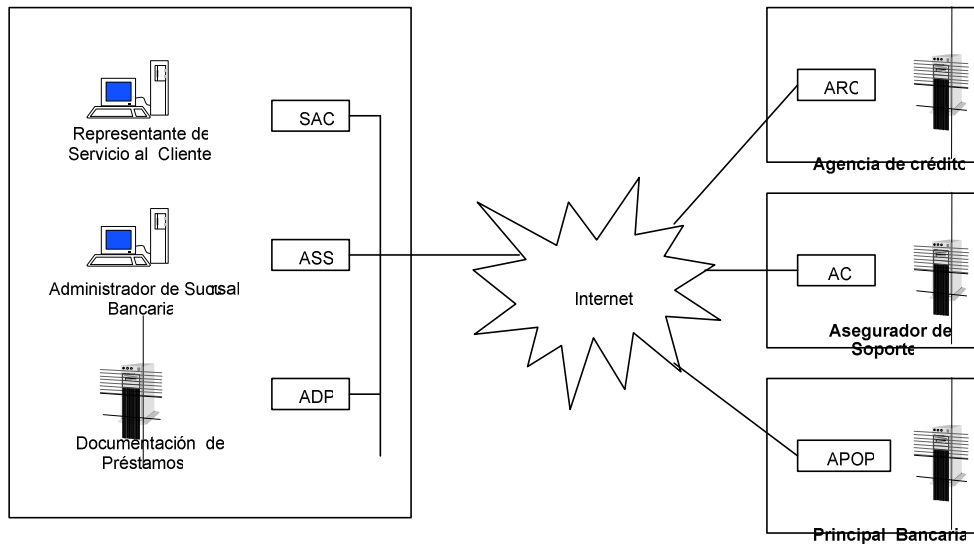 Representante de
Servicio al Cliente
SAC
Administrador de Sucursal
Bancaria
ASS
Documentación de
Préstamos
ADP
Internet
ARC
Agencia de crédito
AC
Asegurador de
Soporte
APOP
Principal Bancaria